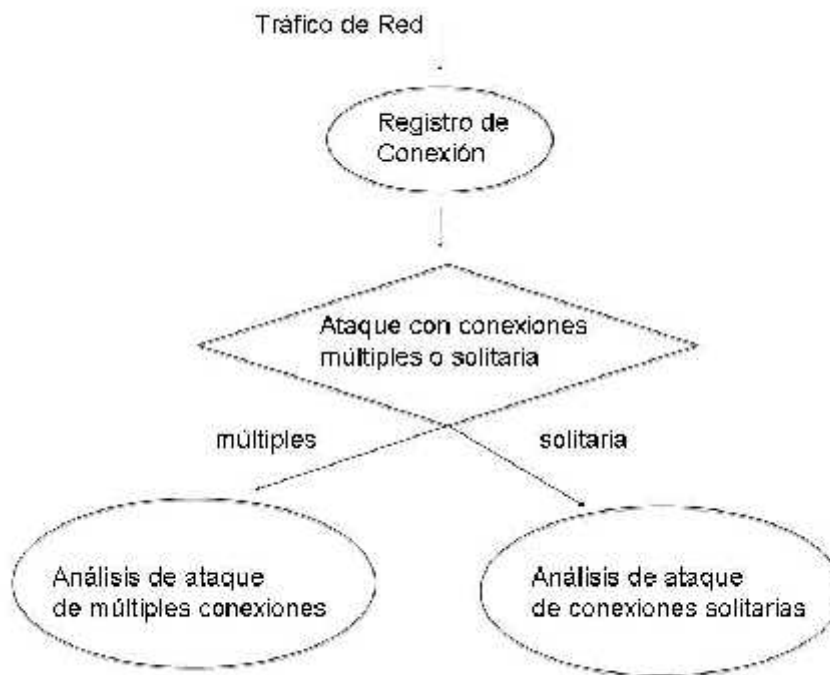 Tráfico de Red
Registro de
Conexión
Ataque con conexiones
múltiples o solitaria
múltiples
solitaria
Análisis de ataque
de múltiples conexiones
Análisis de ataque
de conexiones solitarias